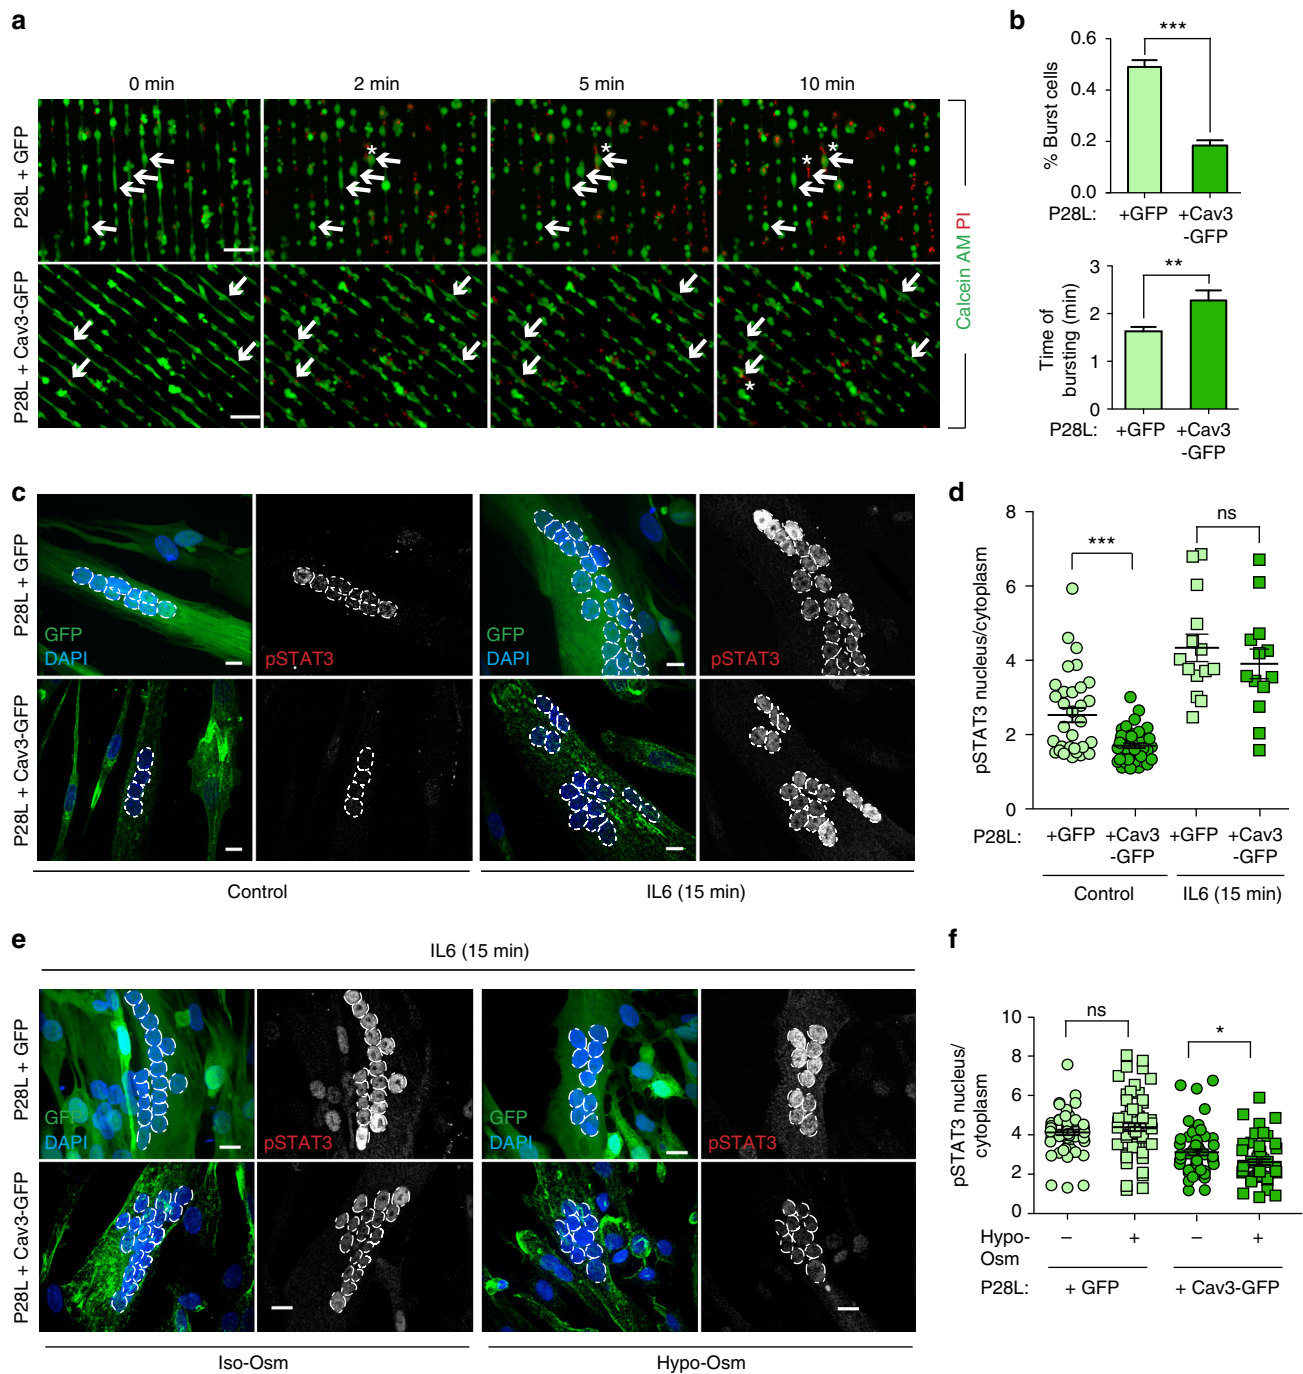 a
0 min
2 min
5 min
10 min
P28L + GFP
P28L + Cav3-GFP
*
*
*
*
*
Calcein AM PI
b
% Burst cells
0.6
0.4
0.2
0.0
***
P28L:
+GFP
+Cav3
-GFP
Time of
bursting (min)
3
2
1
0
**
P28L:
+GFP
+Cav3
-GFP
c
P28L + GFP
P28L + Cav3-GFP
GFP
DAPI
pSTAT3
GFP
DAPI
pSTAT3
Control
IL6 (15 min)
d
pSTAT3 nucleus/cytoplasm
8
6
4
2
0
***
ns
P28L:
+GFP
+Cav3
-GFP
+GFP
+Cav3
-GFP
Control
IL6 (15 min)
e
IL6 (15 min)
P28L + GFP
P28L + Cav3-GFP
GFP
DAPI
pSTAT3
GFP
DAPI
pSTAT3
Iso-Osm
Hypo-Osm
f
pSTAT3 nucleus/
cytoplasm
10
8
6
4
2
0
ns
*
Hypo-
Osm
−
+
−
+
P28L:
+ GFP
+ Cav3-GFP